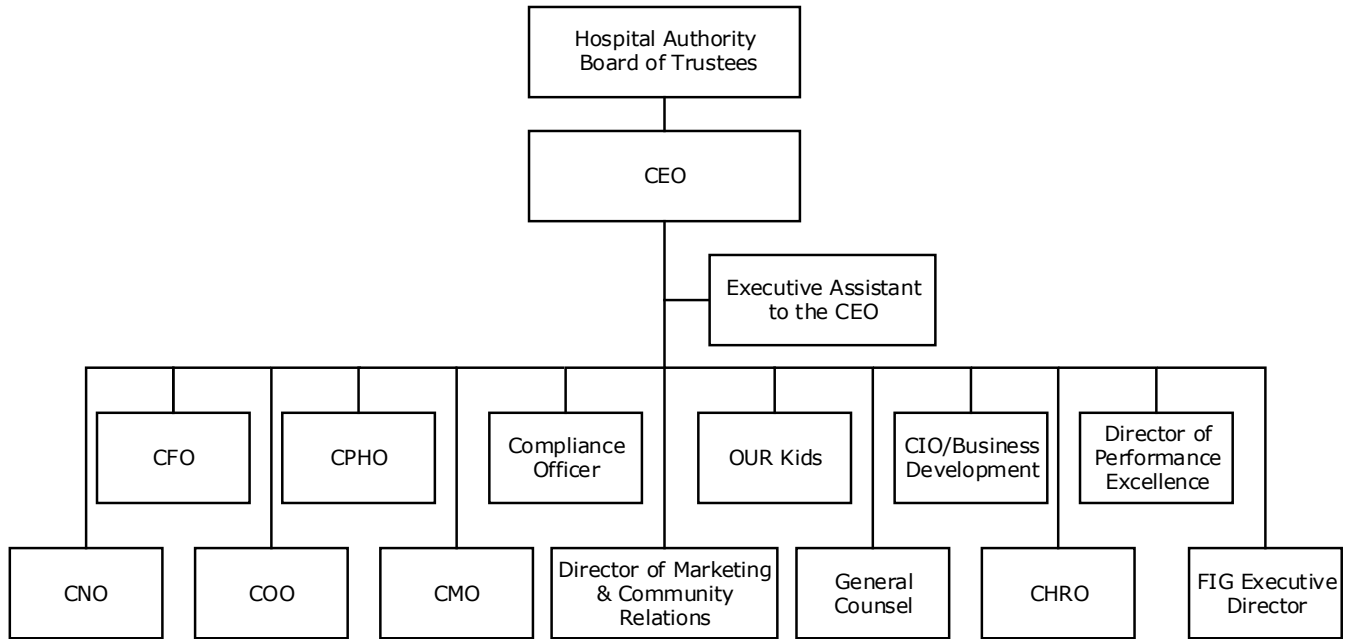 Hospital Authority
Board of Trustees
CEO
Executive Assistant
to the CEO
CFO
CPHO
Compliance
Officer
OUR Kids
CIO/Business
Development
Director of
Performance
Excellence
CNO
COO
CMO
Director of Marketing
& Community
Relations
General
Counsel
CHRO
FIG Executive
Director